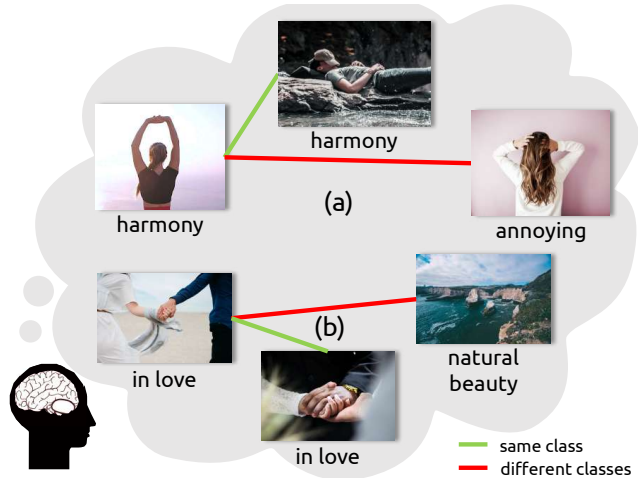 harmony
harmony
(a)
annoying
(b)
in love
natural
beauty
in love
same class
different classes